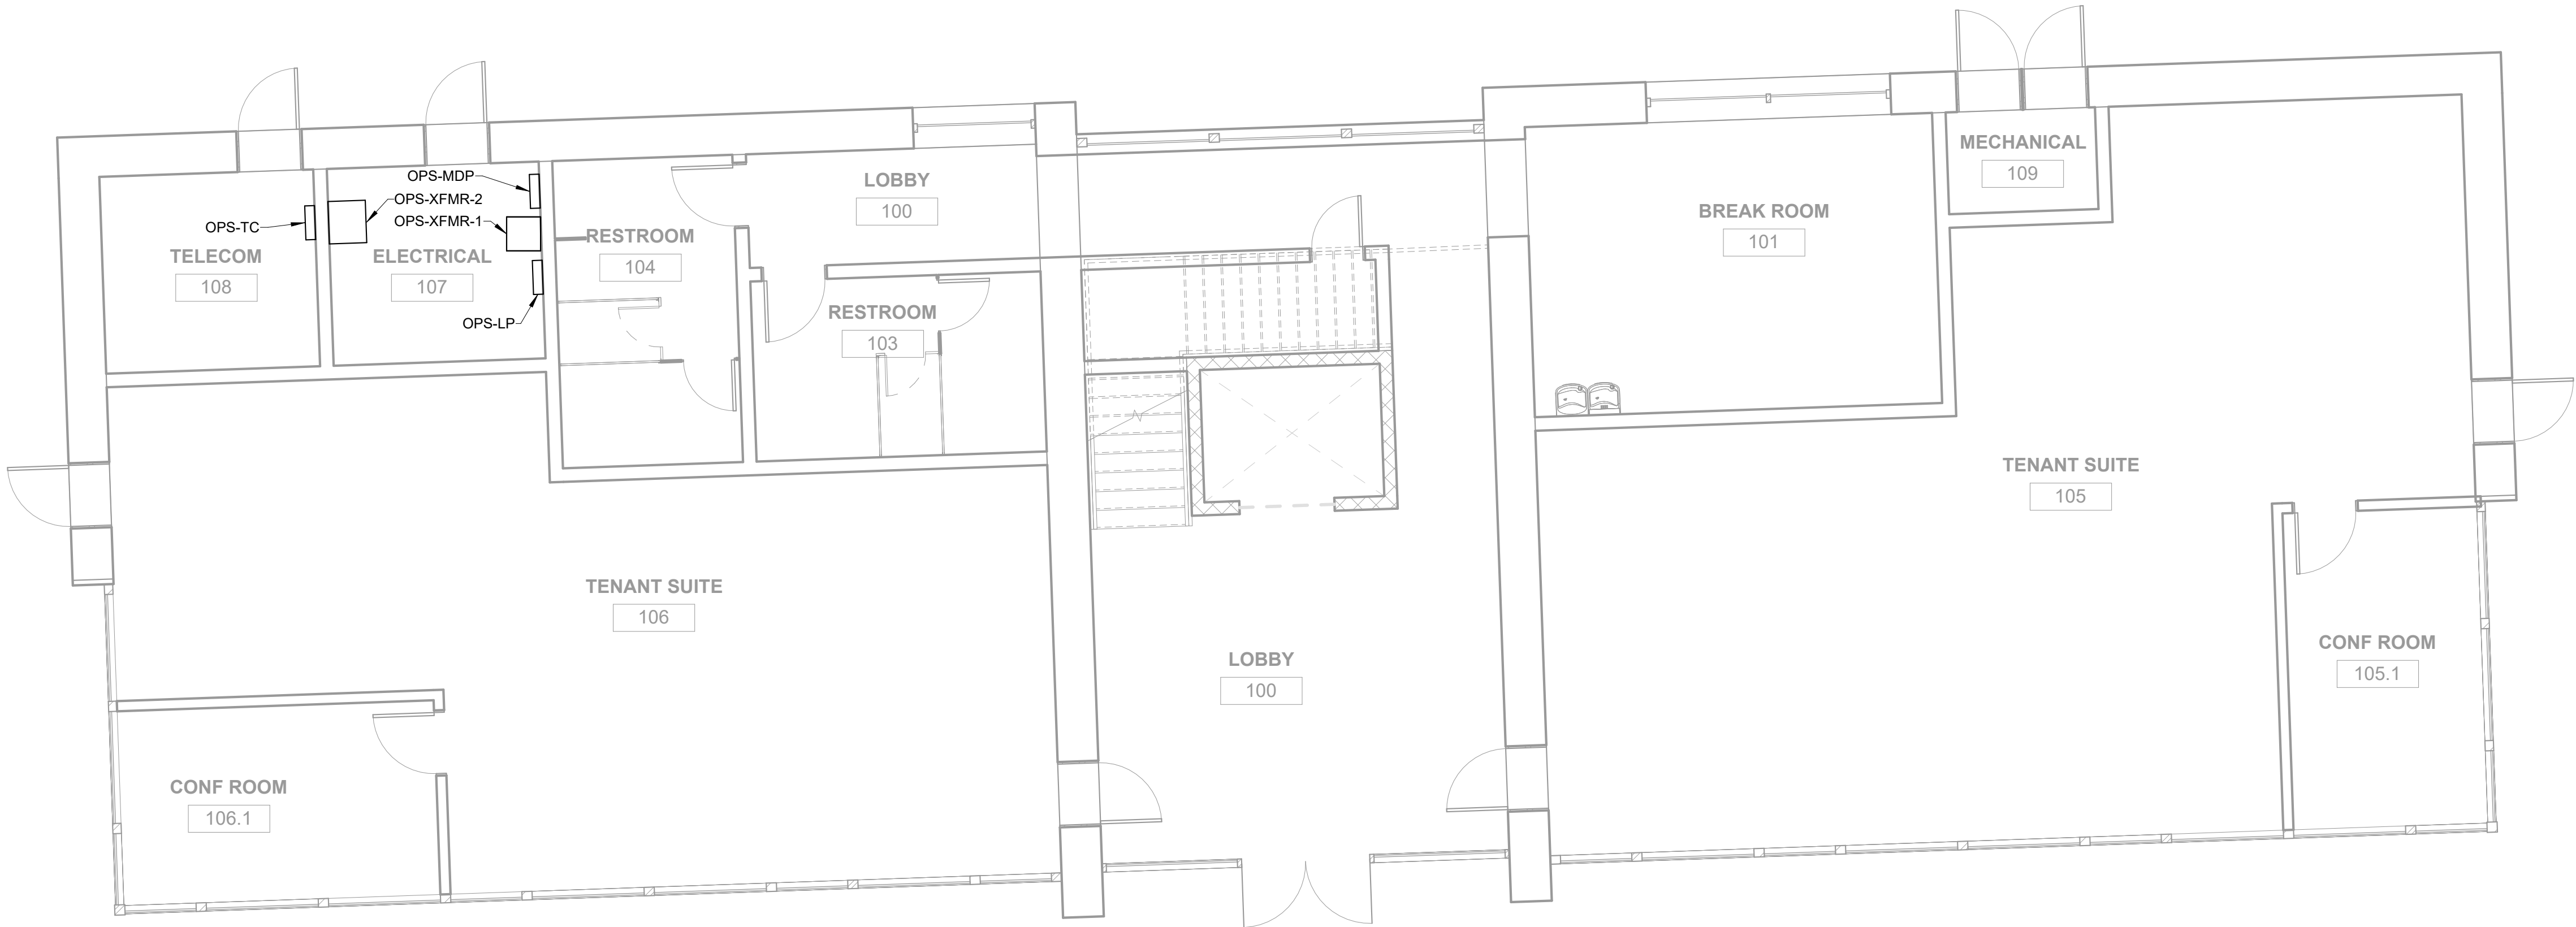 MECHANICAL
109
OPS-MDP
OPS-XFMR-2
OPS-XFMR-1
OPS-TC
LOBBY
100
BREAK ROOM
101
RESTROOM
104
TELECOM
108
ELECTRICAL
107
OPS-LP
RESTROOM
103
TENANT SUITE
105
TENANT SUITE
106
LOBBY
100
CONF ROOM
105.1
CONF ROOM
106.1